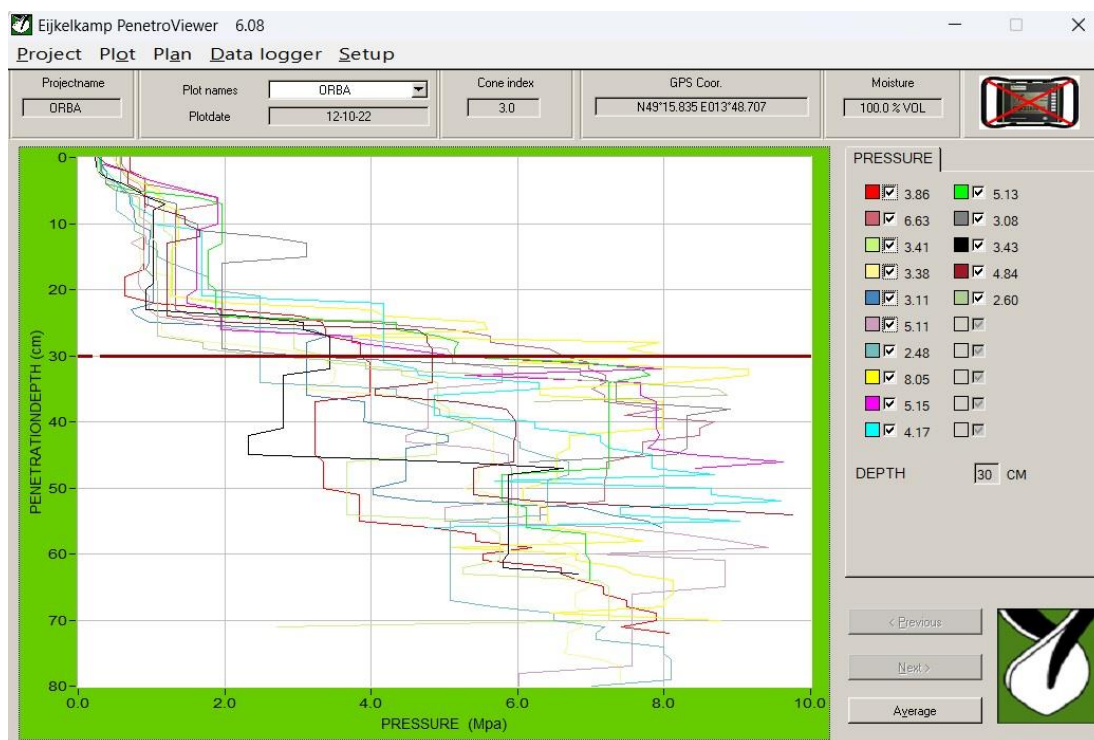 Eijkelkamp PenetroViewer 6.08
Project Plot Plan Data logger Setup
Projectname
ORBA
Plot names ORBA
Plotdate 12-10-22
Cone index
3.0
GPS Coor.
N49°15.835 E013°48.707
Moisture
100.0 % VOL
PRESSURE
3.86 5.13
6.63 3.08
3.41 3.43
3.38 4.84
3.11 2.60
5.11
2.48
8.05
5.15
4.17
DEPTH 30 CM
< Previous
Next >
Average
PENETRATIONDEPTH (cm)
0
10
20
30
40
50
60
70
80
0.0 2.0 4.0 6.0 8.0 10.0
PRESSURE (Mpa)